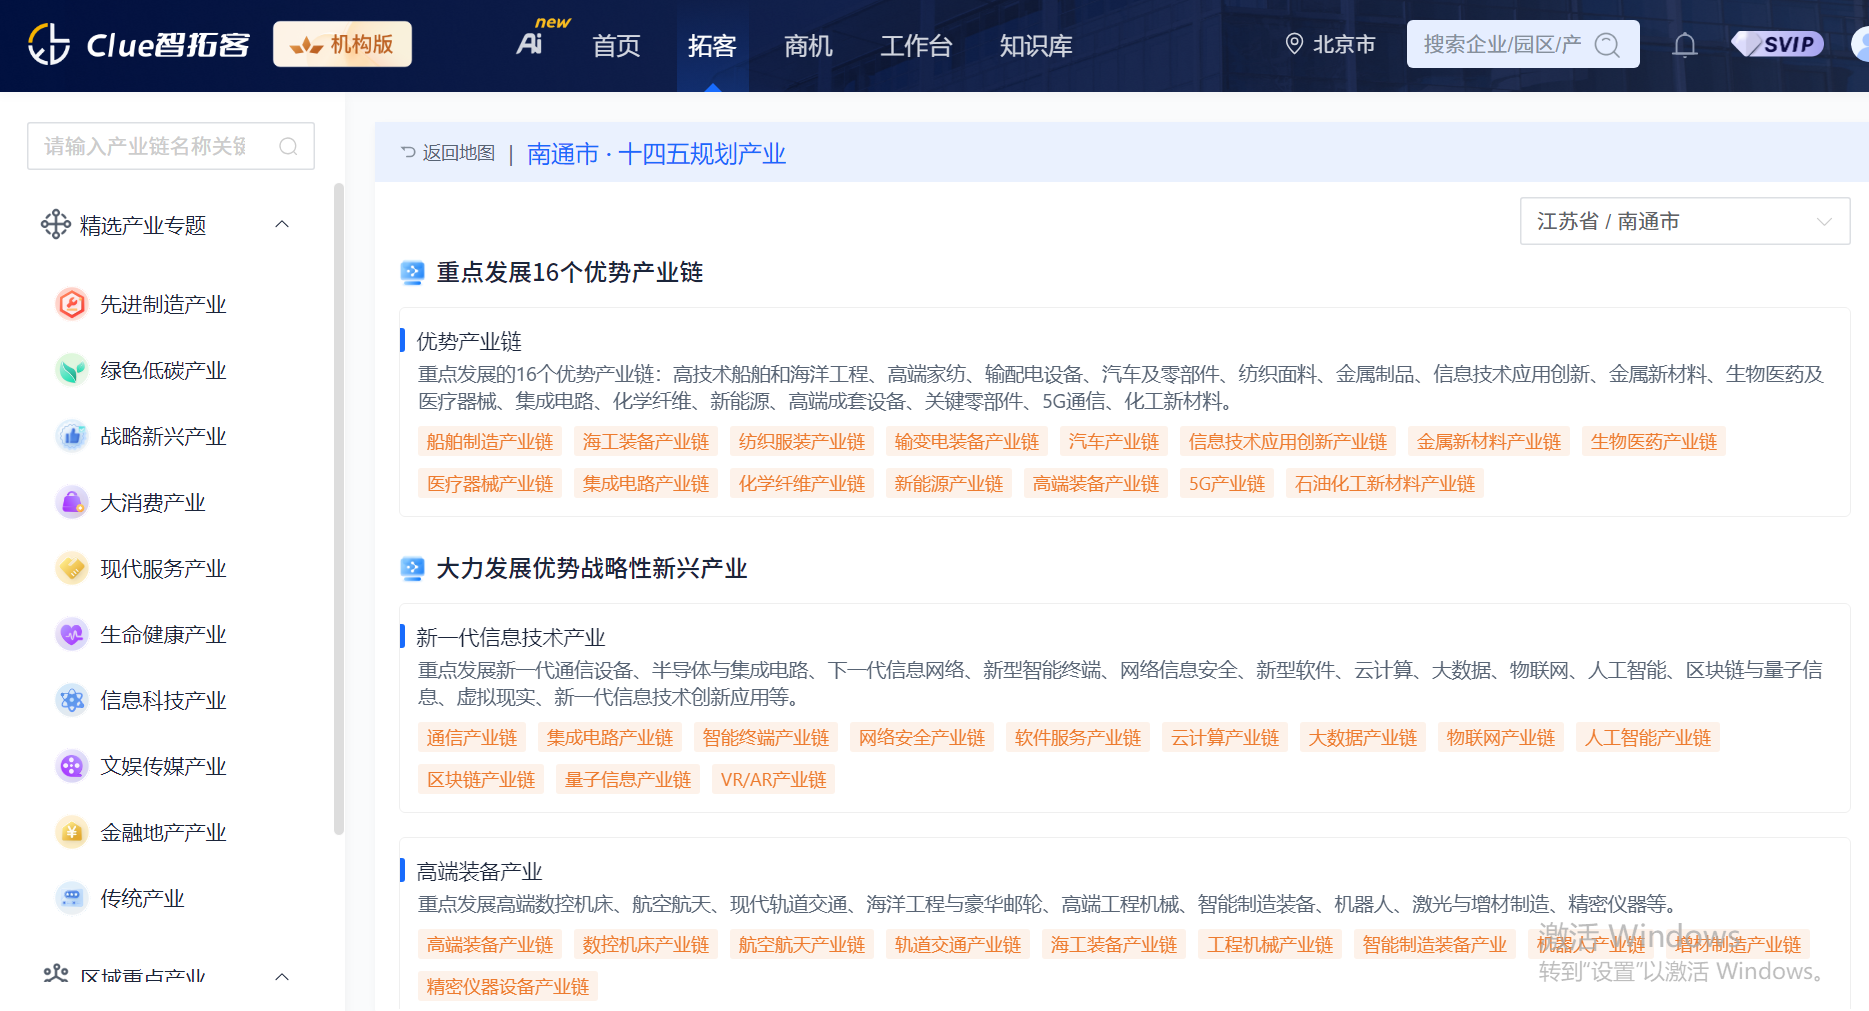 Clue智拓客
机构版
Ai new
首页
拓客
商机
工作台
知识库
北京市
搜索企业/园区/产
SVIP
请输入产业链名称关键
精选产业专题
先进制造产业
绿色低碳产业
战略新兴产业
大消费产业
现代服务产业
生命健康产业
信息科技产业
文娱传媒产业
金融地产产业
传统产业
区域重点产业
返回地图 | 南通市 · 十四五规划产业
江苏省 / 南通市
重点发展16个优势产业链
优势产业链
重点发展的16个优势产业链：高技术船舶和海洋工程、高端家纺、输配电设备、汽车及零部件、纺织面料、金属制品、信息技术应用创新、金属新材料、生物医药及
医疗器械、集成电路、化学纤维、新能源、高端成套设备、关键零部件、5G通信、化工新材料。
船舶制造产业链 海工装备产业链 纺织服装产业链 输变电装备产业链 汽车产业链 信息技术应用创新产业链 金属新材料产业链 生物医药产业链
医疗器械产业链 集成电路产业链 化学纤维产业链 新能源产业链 高端装备产业链 5G产业链 石油化工新材料产业链
大力发展优势战略性新兴产业
新一代信息技术产业
重点发展新一代通信设备、半导体与集成电路、下一代信息网络、新型智能终端、网络信息安全、新型软件、云计算、大数据、物联网、人工智能、区块链与量子信
息、虚拟现实、新一代信息技术创新应用等。
通信产业链 集成电路产业链 智能终端产业链 网络安全产业链 软件服务产业链 云计算产业链 大数据产业链 物联网产业链 人工智能产业链
区块链产业链 量子信息产业链 VR/AR产业链
高端装备产业
重点发展高端数控机床、航空航天、现代轨道交通、海洋工程与豪华邮轮、高端工程机械、智能制造装备、机器人、激光与增材制造、精密仪器等。
高端装备产业链 数控机床产业链 航空航天产业链 轨道交通产业链 海工装备产业链 工程机械产业链 智能制造装备产业 机器人产业链 增材制造产业链
精密仪器设备产业链
激活 Windows
转到“设置”以激活 Windows。